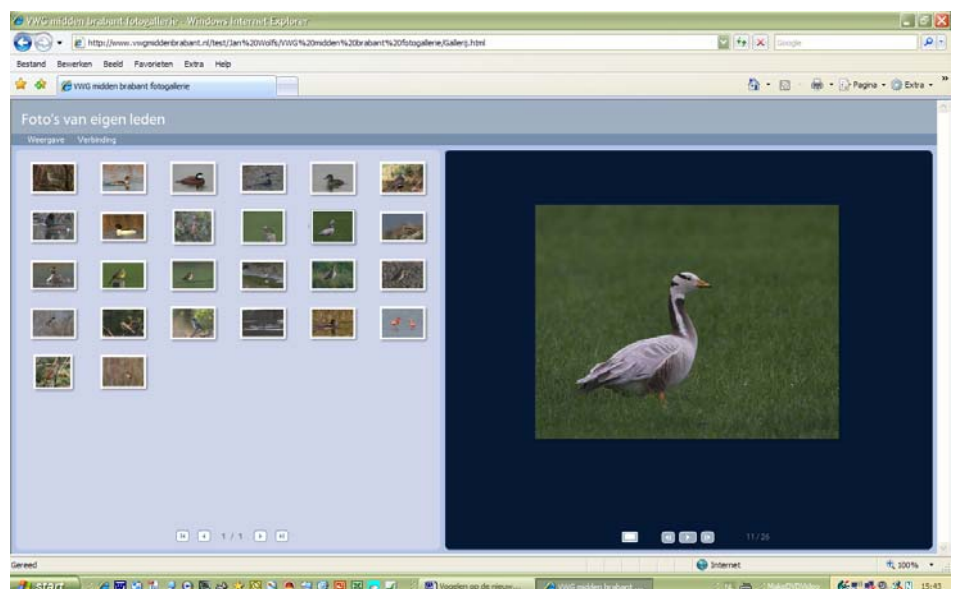 VWG midden brabant fotogallerie - Windows Internet Explorer
http://www.vwgmiddenbrabant.nl/test/Jan%20Wolfs/VWG%20midden%20brabant%20fotogallerie/Gallerij.html
Google
Bestand Bewerken Beeld Favorieten Extra Help
VWG midden brabant fotogallerie
Pagina Extra
Foto's van eigen leden
Weergave Verbinding
1 / 1
11/26
Gereed
Internet
100%
start
Vogelen op de nieuw ...
VWG midden brabant ...
NL
MakeDVDVideo
15:43